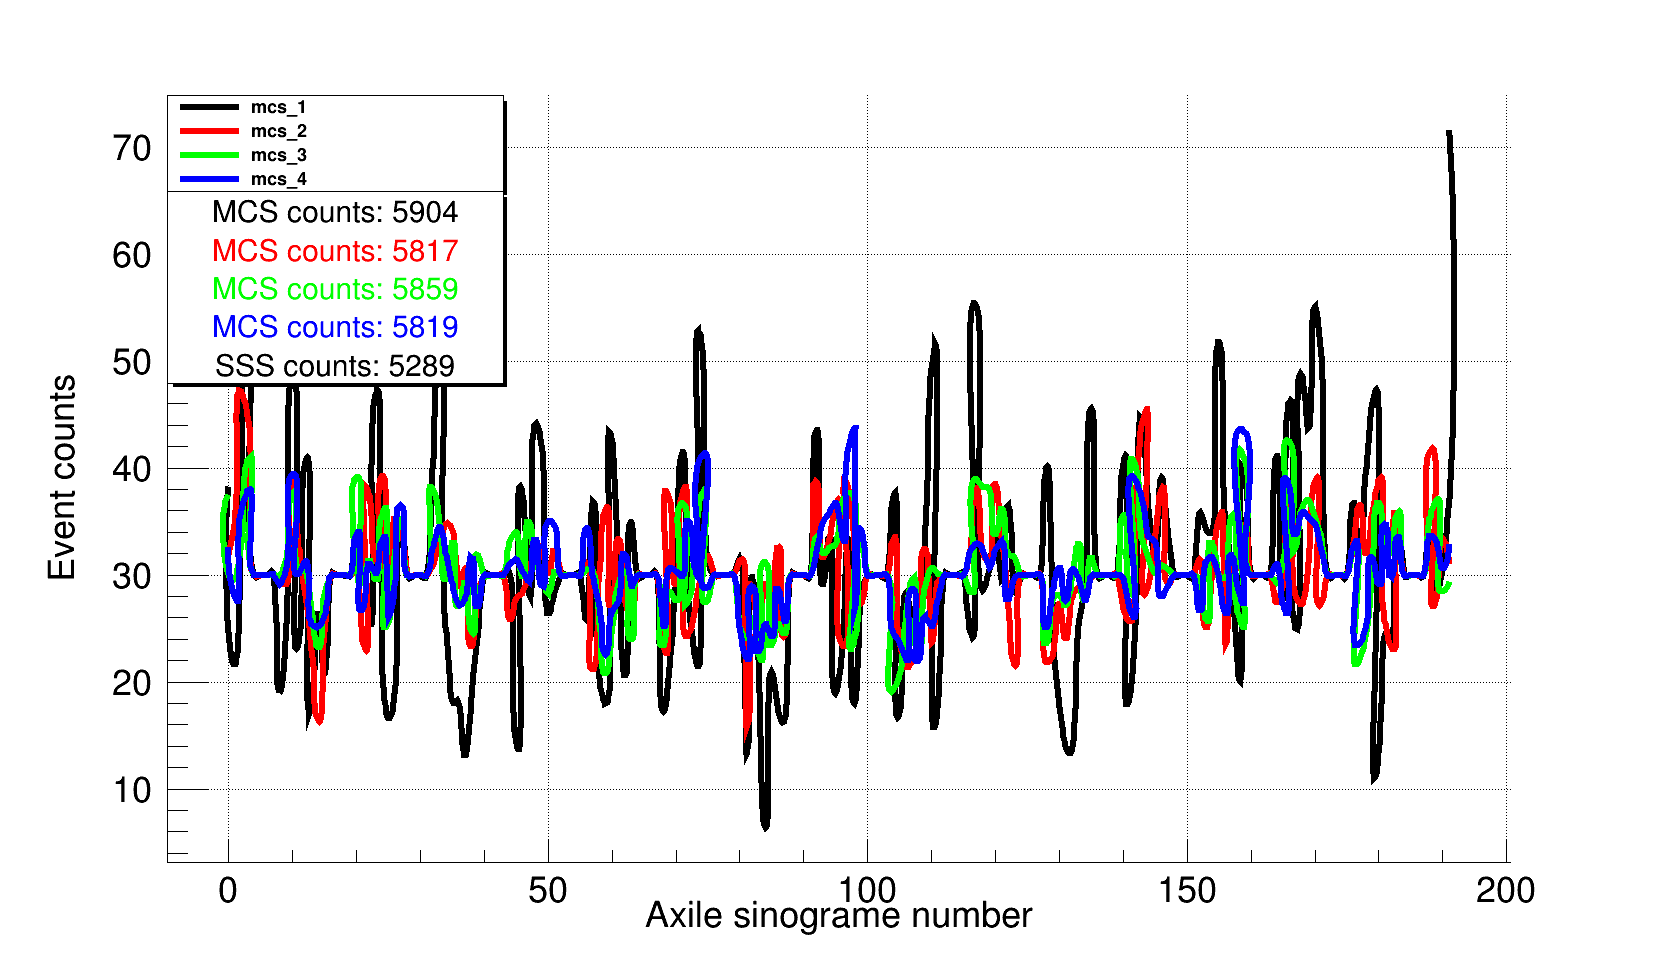 mcs_1
mcs_2
mcs_3
mcs_4
MCS counts: 5904
MCS counts: 5817
MCS counts: 5859
MCS counts: 5819
SSS counts: 5289
Event counts
70
60
50
40
30
20
10
0 50 100 150 200
Axile sinograme number